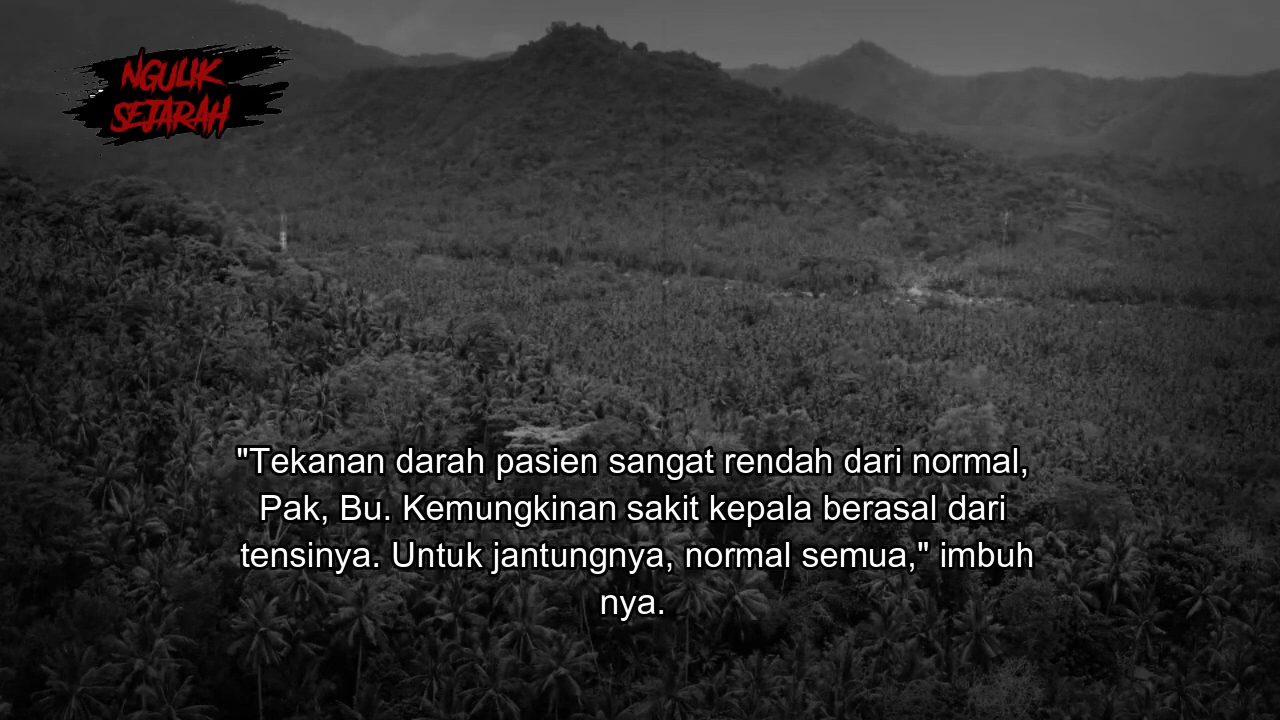 NGULIK
SEJARAH
"Tekanan darah pasien sangat rendah dari normal,
Pak, Bu. Kemungkinan sakit kepala berasal dari
tensinya. Untuk jantungnya, normal semua," imbuh
nya.